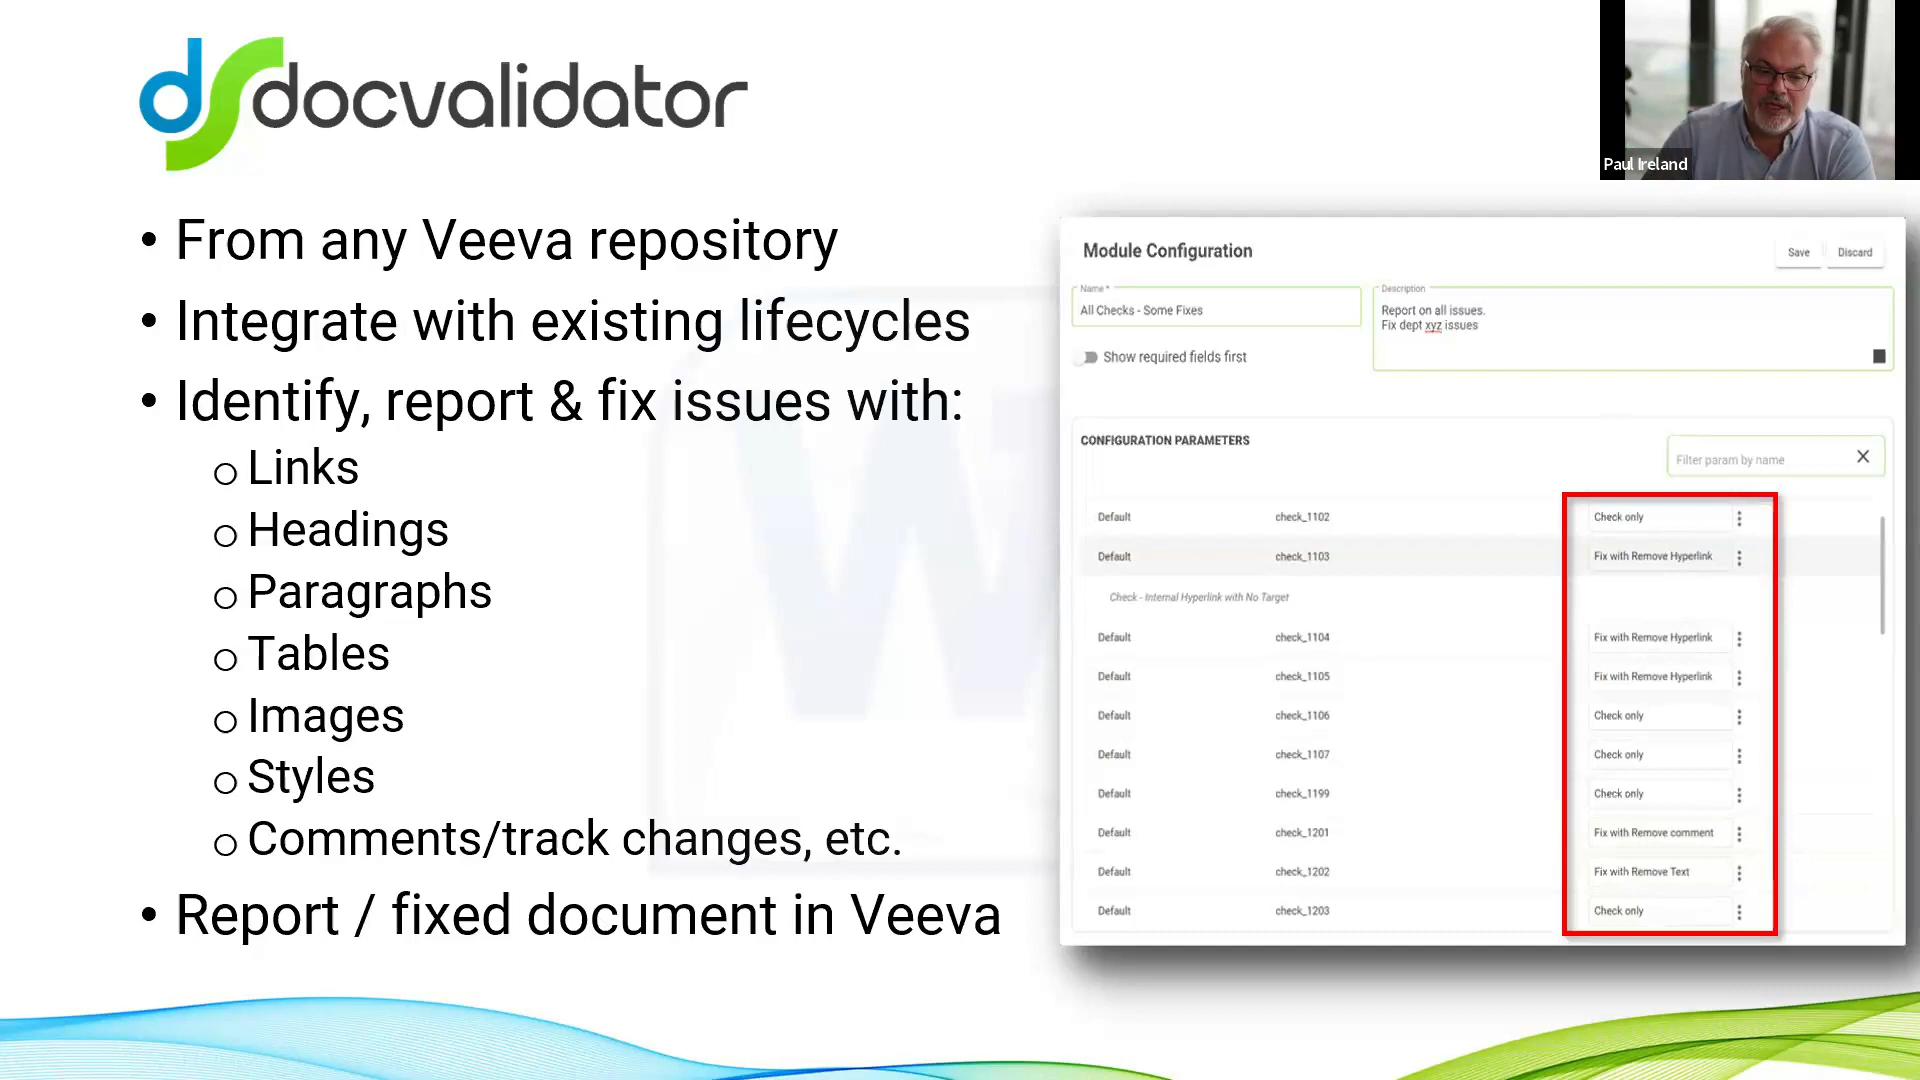 docvalidator
Paul Ireland
• From any Veeva repository
• Integrate with existing lifecycles
• Identify, report & fix issues with:
o Links
o Headings
o Paragraphs
o Tables
o Images
o Styles
o Comments/track changes, etc.
• Report / fixed document in Veeva
Module Configuration
Save Discard
Name *
All Checks - Some Fixes
Description
Report on all issues.
Fix dept xyz issues
Show required fields first
CONFIGURATION PARAMETERS
Filter param by name
Default check_1102 Check only
Default check_1103 Fix with Remove Hyperlink
Check - Internal Hyperlink with No Target
Default check_1104 Fix with Remove Hyperlink
Default check_1105 Fix with Remove Hyperlink
Default check_1106 Check only
Default check_1107 Check only
Default check_1199 Check only
Default check_1201 Fix with Remove comment
Default check_1202 Fix with Remove Text
Default check_1203 Check only